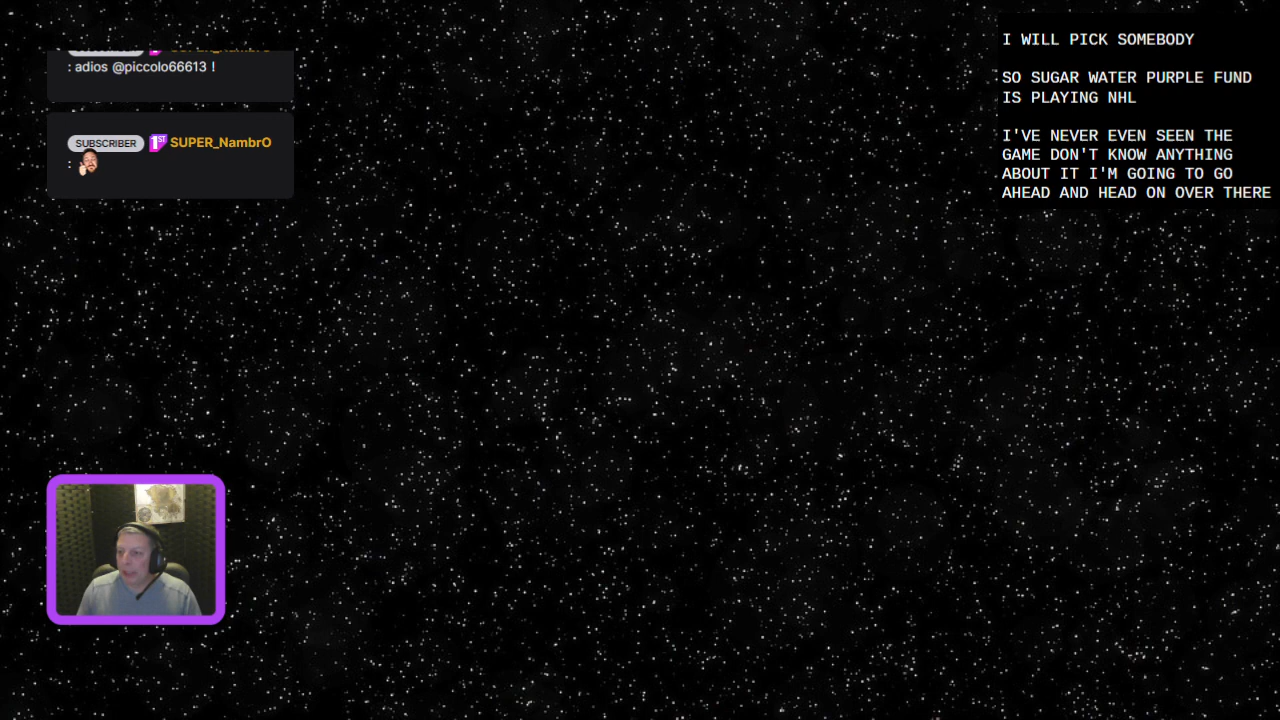 : adios @piccolo66613 !
SUBSCRIBER 1ST SUPER_NambrO
:
I WILL PICK SOMEBODY
SO SUGAR WATER PURPLE FUND
IS PLAYING NHL
I'VE NEVER EVEN SEEN THE
GAME DON'T KNOW ANYTHING
ABOUT IT I'M GOING TO GO
AHEAD AND HEAD ON OVER THERE